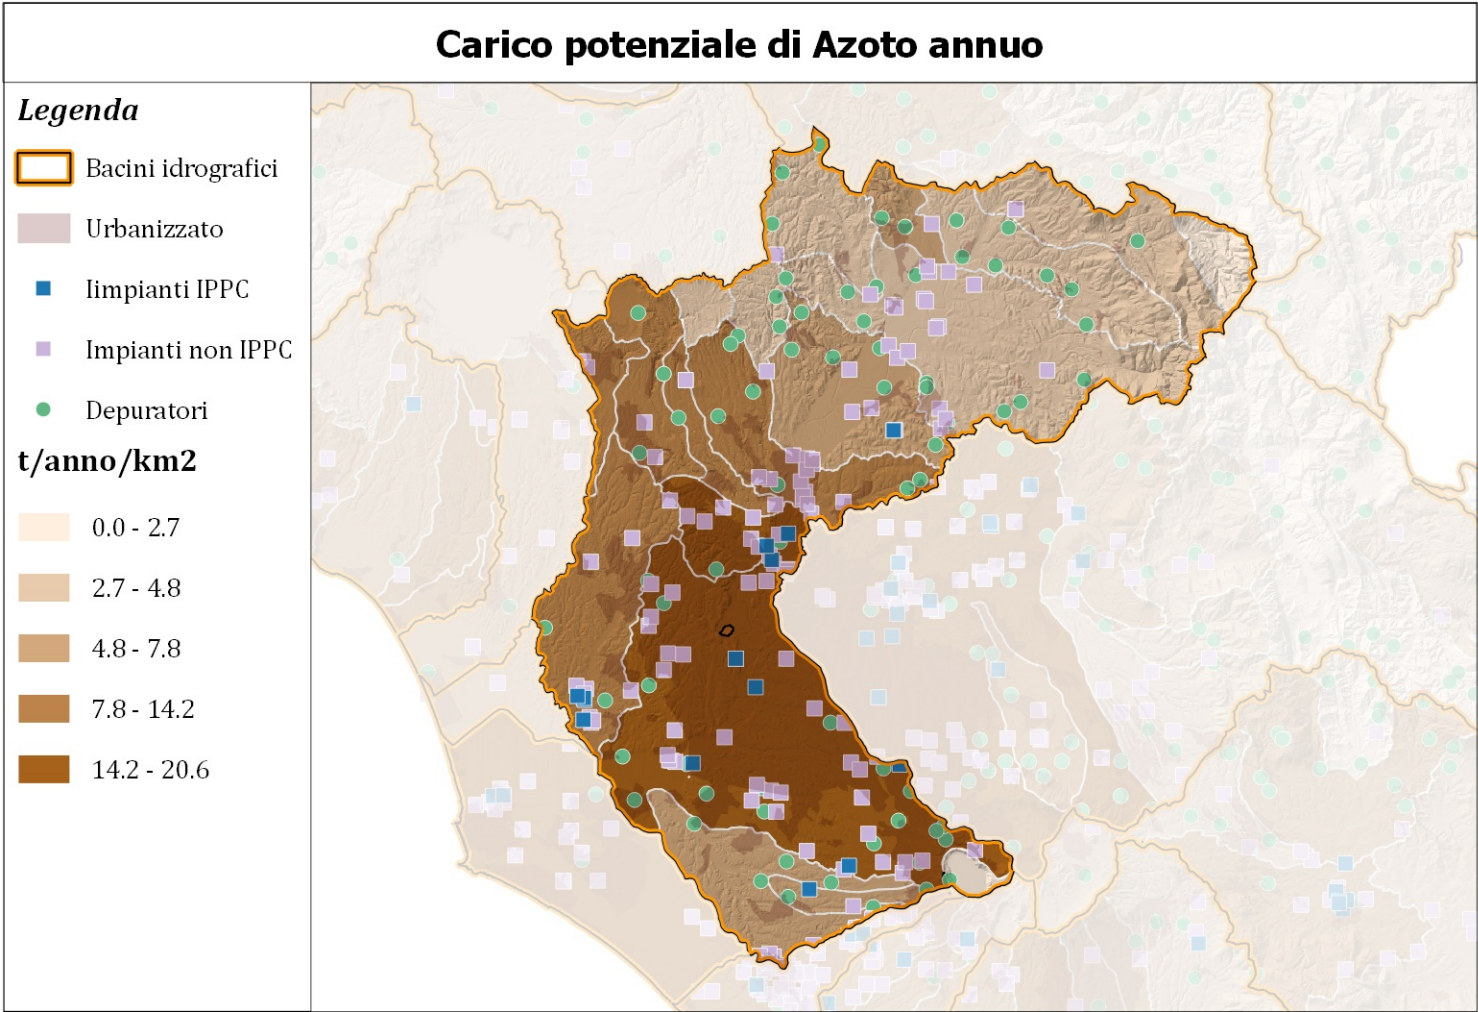 Carico potenziale di Azoto annuo
Legenda
Bacini idrografici
Urbanizzato
Iimpianti IPPC
Impianti non IPPC
Depuratori
t/anno/km2
0.0 - 2.7
2.7 - 4.8
4.8 - 7.8
7.8 - 14.2
14.2 - 20.6